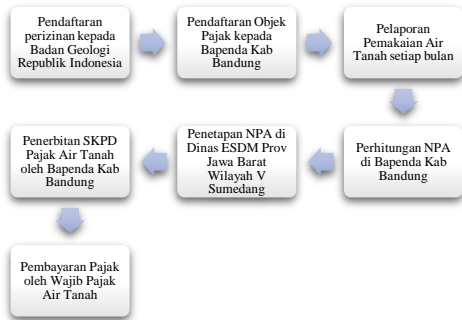 Pendaftaran
perizinan kepada
Badan Geologi
Republik Indonesia
Pendaftaran Objek
Pajak kepada
Bapenda Kab
Bandung
Pelaporan
Pemakaian Air
Tanah setiap bulan
Perhitungan NPA
di Bapenda Kab
Bandung
Penetapan NPA di
Dinas ESDM Prov
Jawa Barat
Wilayah V
Sumedang
Penerbitan SKPD
Pajak Air Tanah
oleh Bapenda Kab
Bandung
Pembayaran Pajak
oleh Wajib Pajak
Air Tanah